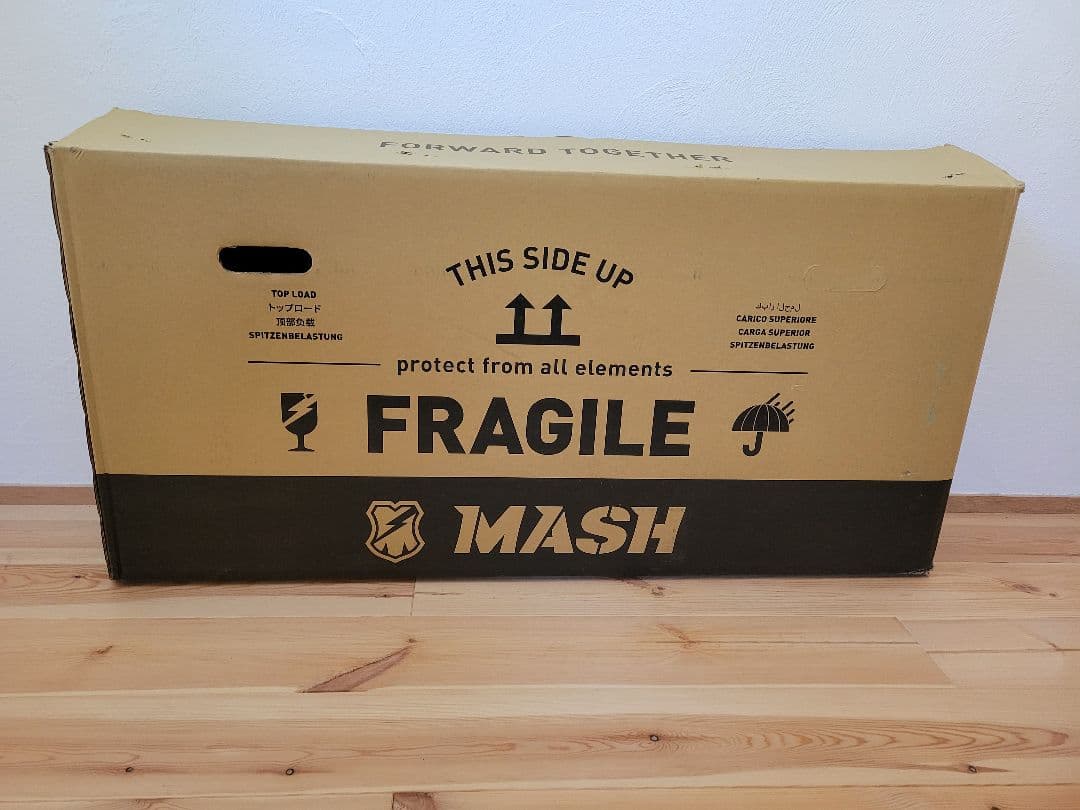 FORWARD TOGETHER
THIS SIDE UP
TOP LOAD
トップロード
顶部负载
SPITZENBELASTUNG
CARICO SUPERIORE
CARGA SUPERIOR
SPITZENBELASTUNG
protect from all elements
FRAGILE
MASH